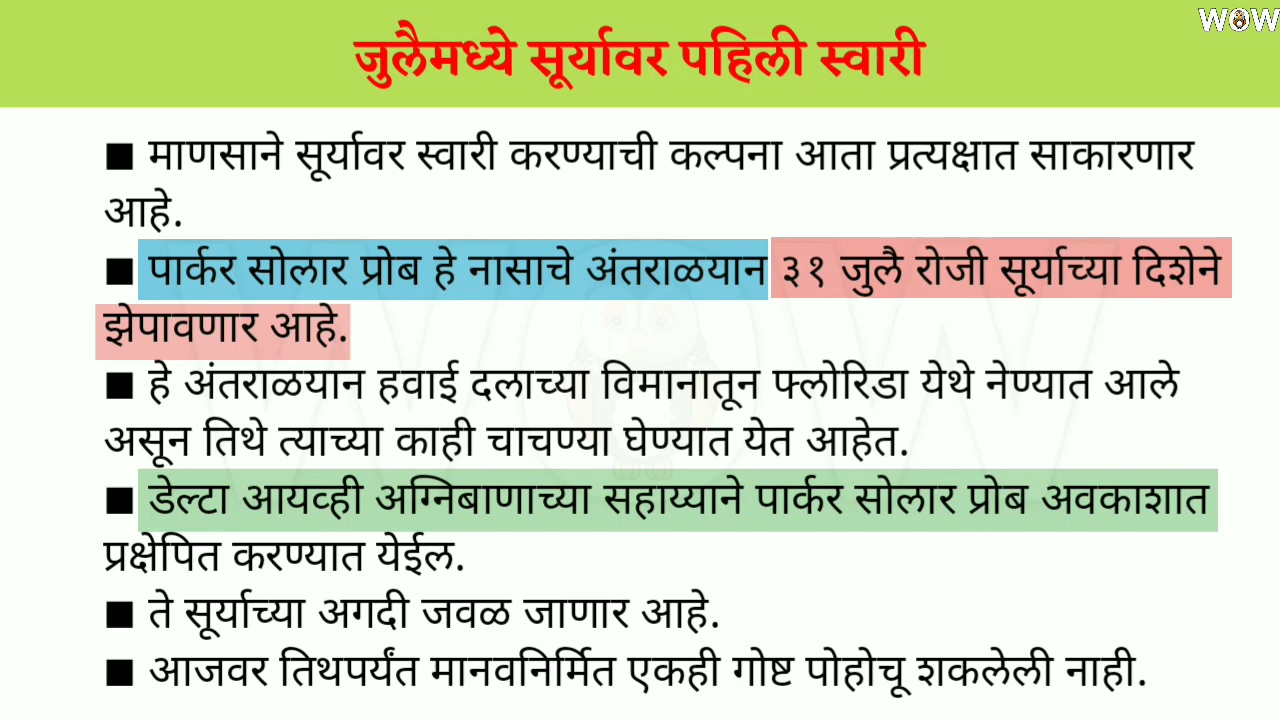 WOW
जुलैमध्ये सूर्यावर पहिली स्वारी
■ माणसाने सूर्यावर स्वारी करण्याची कल्पना आता प्रत्यक्षात साकारणार
आहे.
■ पार्कर सोलार प्रोब हे नासाचे अंतराळयान ३१ जुलै रोजी सूर्याच्या दिशेने
झेपावणार आहे.
■ हे अंतराळयान हवाई दलाच्या विमानातून फ्लोरिडा येथे नेण्यात आले
असून तिथे त्याच्या काही चाचण्या घेण्यात येत आहेत.
■ डेल्टा आयव्ही अग्निबाणाच्या सहाय्याने पार्कर सोलार प्रोब अवकाशात
प्रक्षेपित करण्यात येईल.
■ ते सूर्याच्या अगदी जवळ जाणार आहे.
■ आजवर तिथपर्यंत मानवनिर्मित एकही गोष्ट पोहोचू शकलेली नाही.